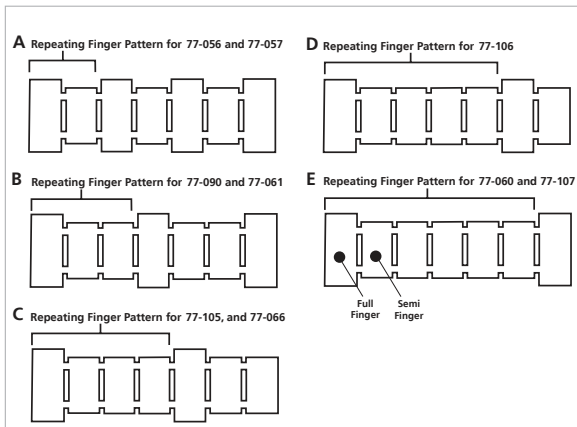 A Repeating Finger Pattern for 77-056 and 77-057
B Repeating Finger Pattern for 77-090 and 77-061
C Repeating Finger Pattern for 77-105, and 77-066
D Repeating Finger Pattern for 77-106
E Repeating Finger Pattern for 77-060 and 77-107
Full
Finger
Semi
Finger